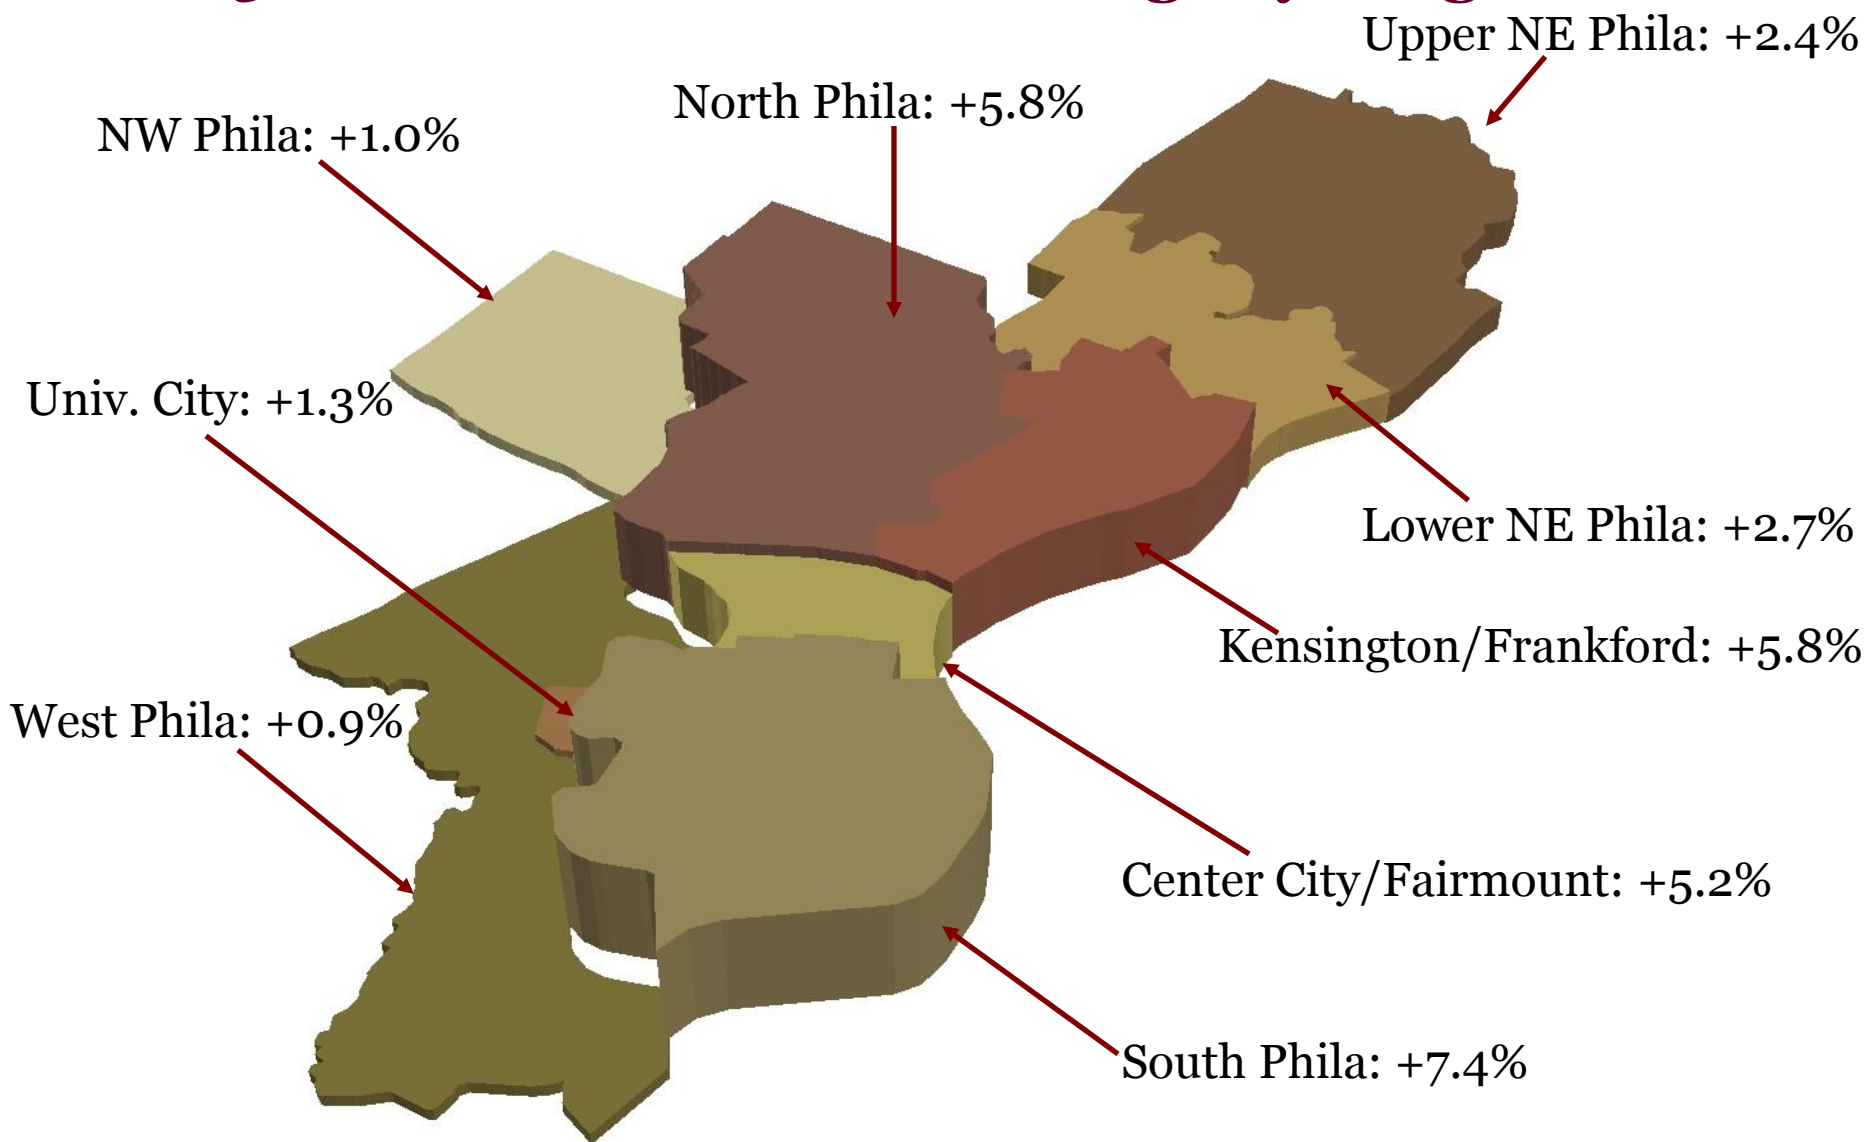 Upper NE Phila: +2.4%
North Phila: +5.8%
NW Phila: +1.0%
Univ. City: +1.3%
Lower NE Phila: +2.7%
Kensington/Frankford: +5.8%
West Phila: +0.9%
Center City/Fairmount: +5.2%
South Phila: +7.4%